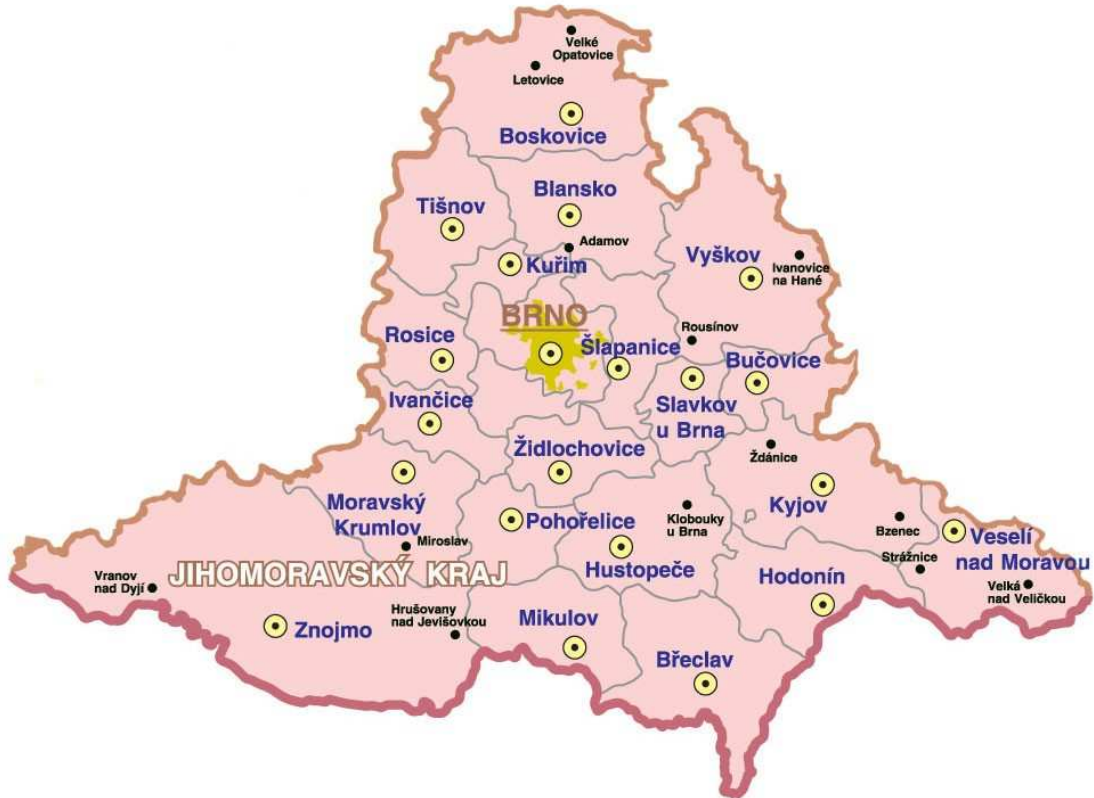 Velké
Opatovice
Letovice
Boskovice
Blansko
Tišnov
Adamov
Kuřim
Vyškov
Ivanovice
na Hané
BRNO
Rousínov
Rosice
Šlapanice
Bučovice
Ivančice
Slavkov
u Brna
Židlochovice
Ždánice
Moravský
Krumlov
Kyjov
Pohořelice
Klobouky
u Brna
Bzenec
Veselí
nad Moravou
Miroslav
Strážnice
Hustopeče
Hodonín
Vranov
nad Dyjí
JIHOMORAVSKÝ KRAJ
Velká
nad Veličkou
Hrušovany
nad Jevišovkou
Mikulov
Znojmo
Břeclav